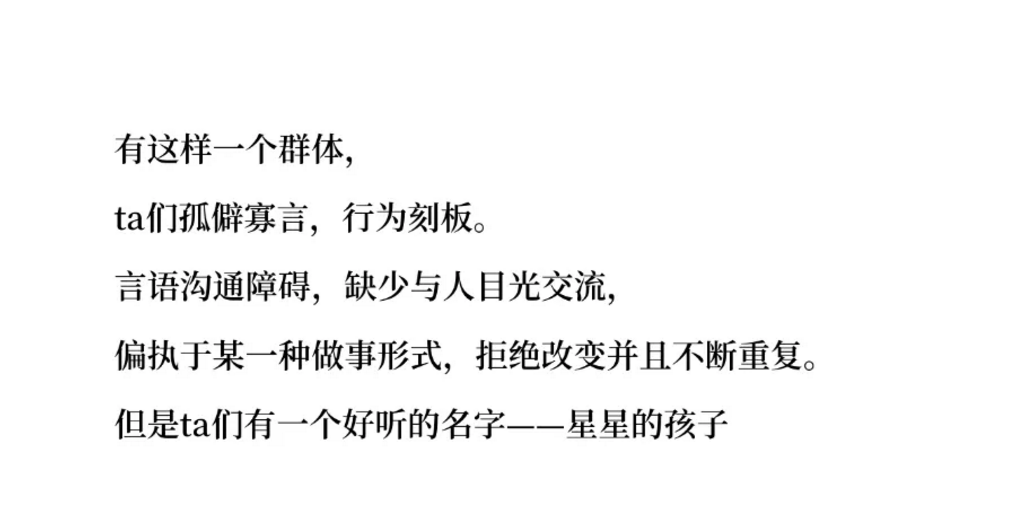 有这样一个群体，
ta们孤僻寡言，行为刻板。
言语沟通障碍，缺少与人目光交流，
偏执于某一种做事形式，拒绝改变并且不断重复。
但是ta们有一个好听的名字——星星的孩子